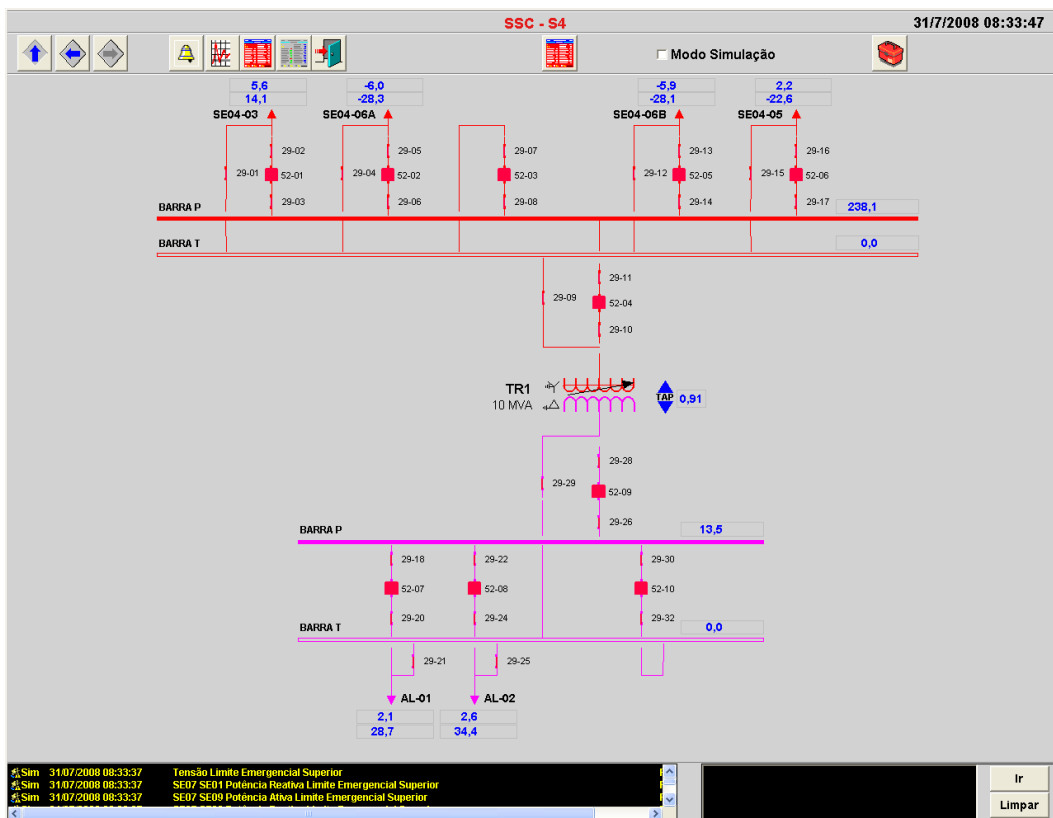 SSC - S4
31/7/2008 08:33:47
Modo Simulação
5,6
14,1
-6,0
-28,3
-5,9
-28,1
2,2
-22,6
SE04-03
SE04-06A
SE04-06B
SE04-05
29-02
29-05
29-07
29-13
29-16
29-01
52-01
29-04
52-02
52-03
29-12
52-05
29-15
52-06
29-03
29-06
29-08
29-14
29-17
BARRA P
238,1
BARRA T
0,0
29-11
29-09
52-04
29-10
TR1
10 MVA
TAP
0,91
29-28
29-29
52-09
29-26
BARRA P
13,5
29-18
29-22
29-30
52-07
52-08
52-10
29-20
29-24
29-32
BARRA T
0,0
29-21
29-25
AL-01
AL-02
2,1
28,7
2,6
34,4
Sim 31/07/2008 08:33:37 Tensão Limite Emergencial Superior
Sim 31/07/2008 08:33:37 SE07 SE01 Potência Reativa Limite Emergencial Superior
Sim 31/07/2008 08:33:37 SE07 SE09 Potência Ativa Limite Emergencial Superior
Ir
Limpar